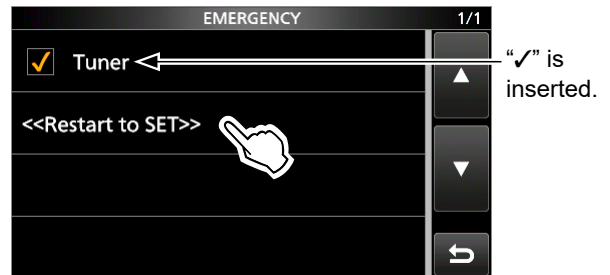 EMERGENCY 1/1
✓ Tuner
“✓” is
inserted.
<<Restart to SET>>